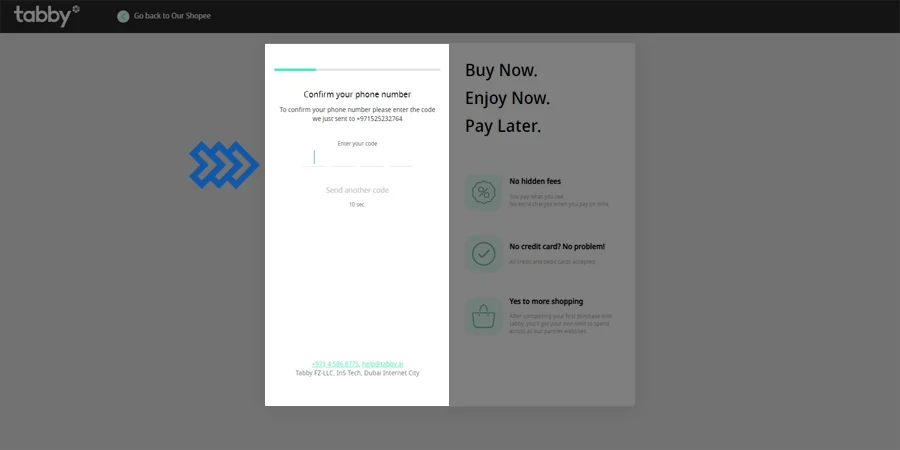 tabby
Go back to Our Shopee
Confirm your phone number
To confirm your phone number please enter the code
we just sent to +971525232764
Enter your code
Send another code
10 sec.
+971 4 586 8775, help@tabby.ai
Tabby FZ-LLC, In5 Tech, Dubai Internet City
Buy Now.
Enjoy Now.
Pay Later.
No hidden fees
You pay what you see.
No extra charges when you pay on time.
No credit card? No problem!
All credit and debit cards accepted.
Yes to more shopping
After completing your first purchase with
tabby, you'll get your own limit to spend
across all our partner websites.